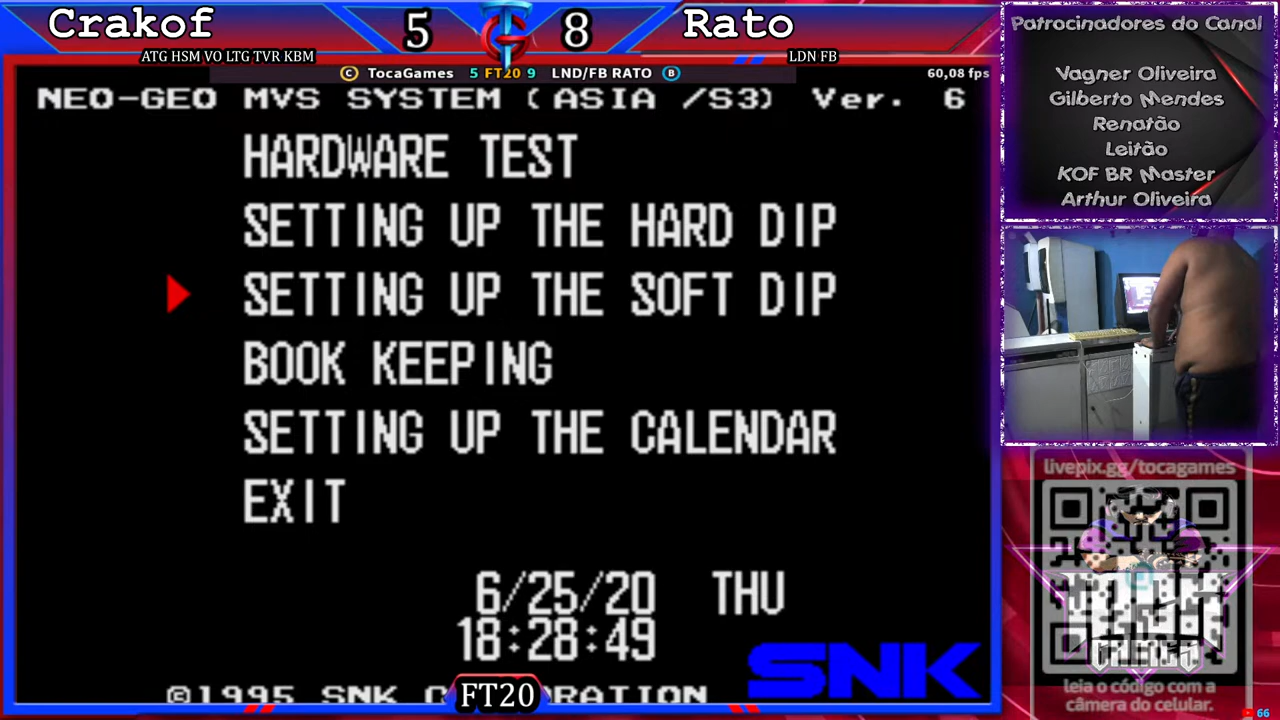 Crakof
5
8
Rato
ATG HSM VO LTG TVR KBM
LDN FB
C TocaGames 5 FT20 9 LND/FB RATO B
60,08 fps
NEO-GEO MVS SYSTEM (ASIA /S3) Ver. 6
HARDWARE TEST
SETTING UP THE HARD DIP
SETTING UP THE SOFT DIP
BOOK KEEPING
SETTING UP THE CALENDAR
EXIT
6/25/20 THU
18:28:49
SNK
©1995 SNK
FT20
Patrocinadores do Canal
Vagner Oliveira
Gilberto Mendes
Renatão
Leitão
KOF BR Master
Arthur Oliveira
livepix.gg/tocagames
GAMES
leia o código com a
câmera do celular.
66